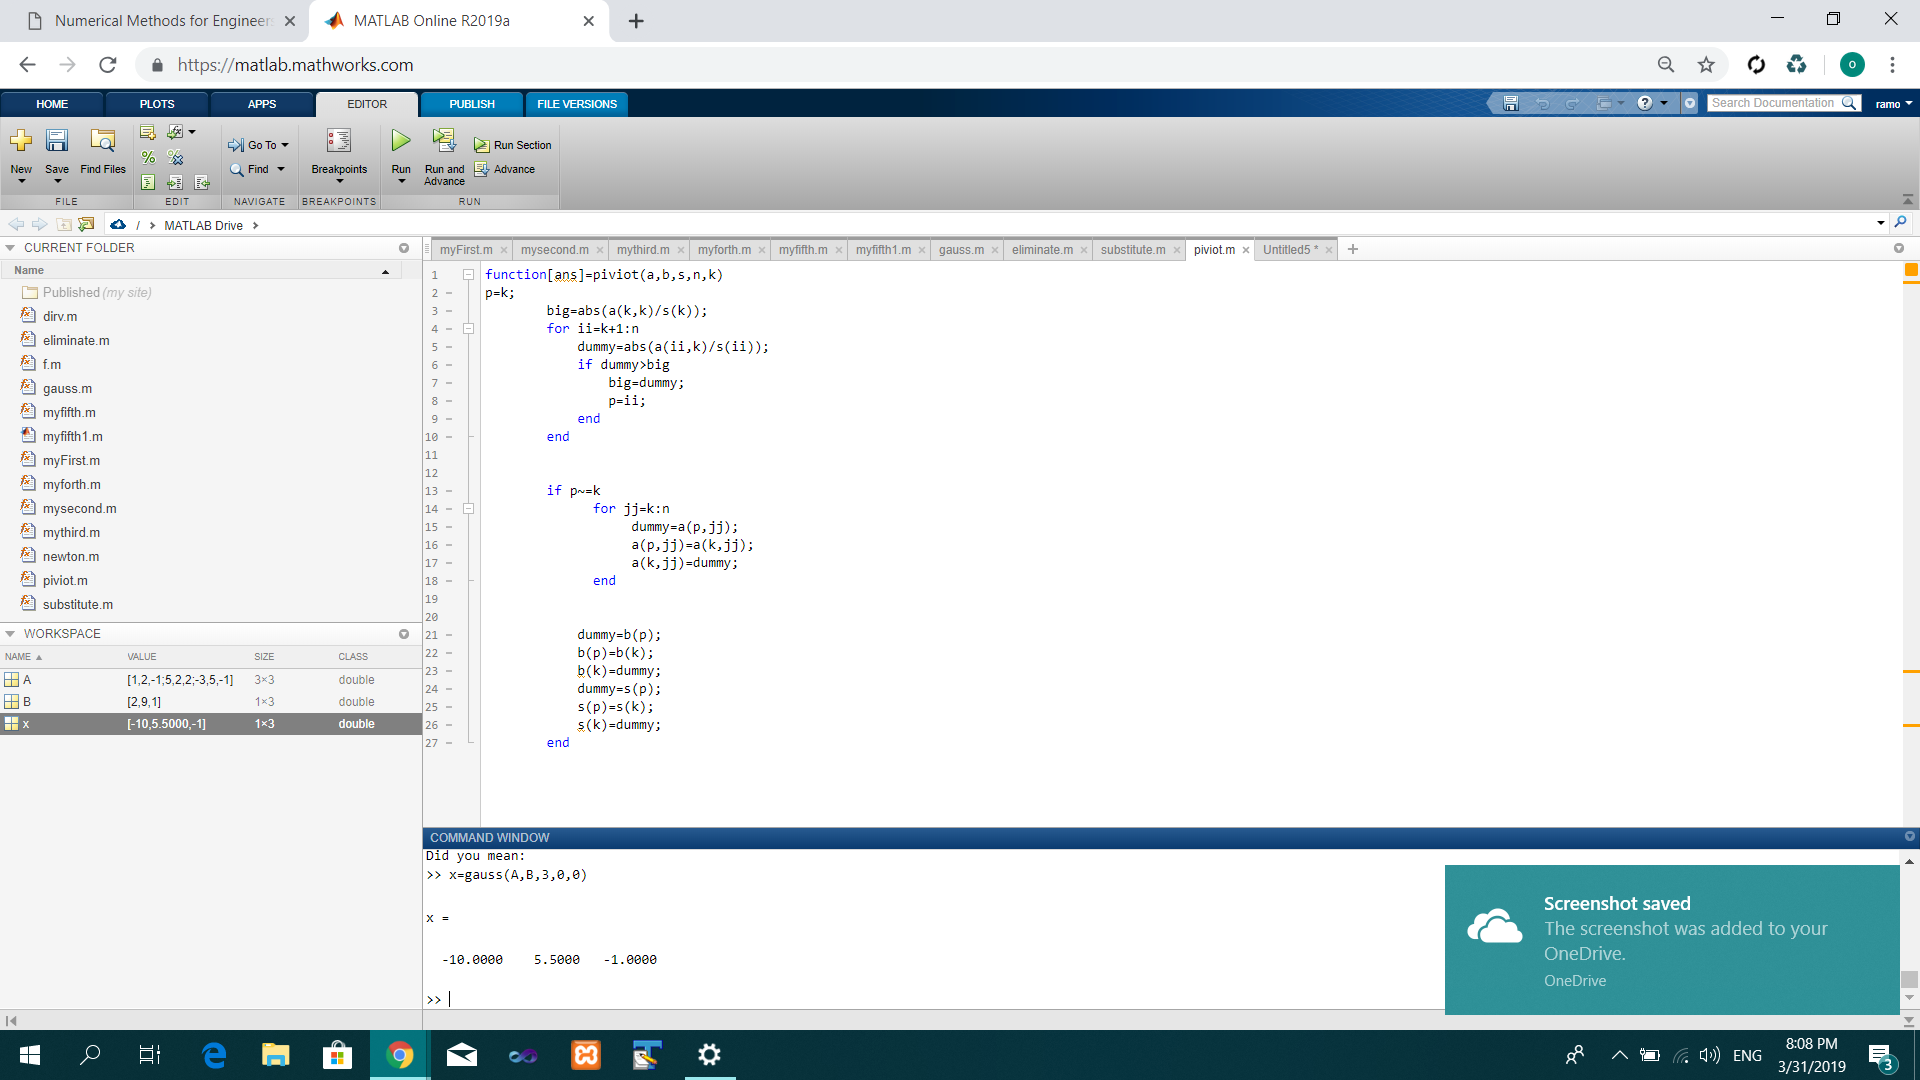 Numerical Methods for Engineers
MATLAB Online R2019a
https://matlab.mathworks.com
HOME PLOTS APPS EDITOR PUBLISH FILE VERSIONS
Search Documentation
ramo
New
Save
Find Files
Go To
Find
Breakpoints
Run
Run and Advance
Run Section
Advance
FILE EDIT NAVIGATE BREAKPOINTS RUN
/ > MATLAB Drive >
CURRENT FOLDER
Name
Published (my site)
dirv.m
eliminate.m
f.m
gauss.m
myfifth.m
myfifth1.m
myFirst.m
myforth.m
mysecond.m
mythird.m
newton.m
piviot.m
substitute.m
WORKSPACE
NAME VALUE SIZE CLASS
A [1,2,-1;5,2,2;-3,5,-1] 3×3 double
B [2,9,1] 1×3 double
x [-10,5.5000,-1] 1×3 double
myFirst.m mysecond.m mythird.m myforth.m myfifth.m myfifth1.m gauss.m eliminate.m substitute.m piviot.m Untitled5 *
1 function[ans]=piviot(a,b,s,n,k)
2 p=k;
3 big=abs(a(k,k)/s(k));
4 for ii=k+1:n
5 dummy=abs(a(ii,k)/s(ii));
6 if dummy>big
7 big=dummy;
8 p=ii;
9 end
10 end
11
12
13 if p~=k
14 for jj=k:n
15 dummy=a(p,jj);
16 a(p,jj)=a(k,jj);
17 a(k,jj)=dummy;
18 end
19
20
21 dummy=b(p);
22 b(p)=b(k);
23 b(k)=dummy;
24 dummy=s(p);
25 s(p)=s(k);
26 s(k)=dummy;
27 end
COMMAND WINDOW
Did you mean:
>> x=gauss(A,B,3,0,0)
x =
-10.0000 5.5000 -1.0000
>>
Screenshot saved
The screenshot was added to your
OneDrive.
OneDrive
ENG
8:08 PM
3/31/2019
3